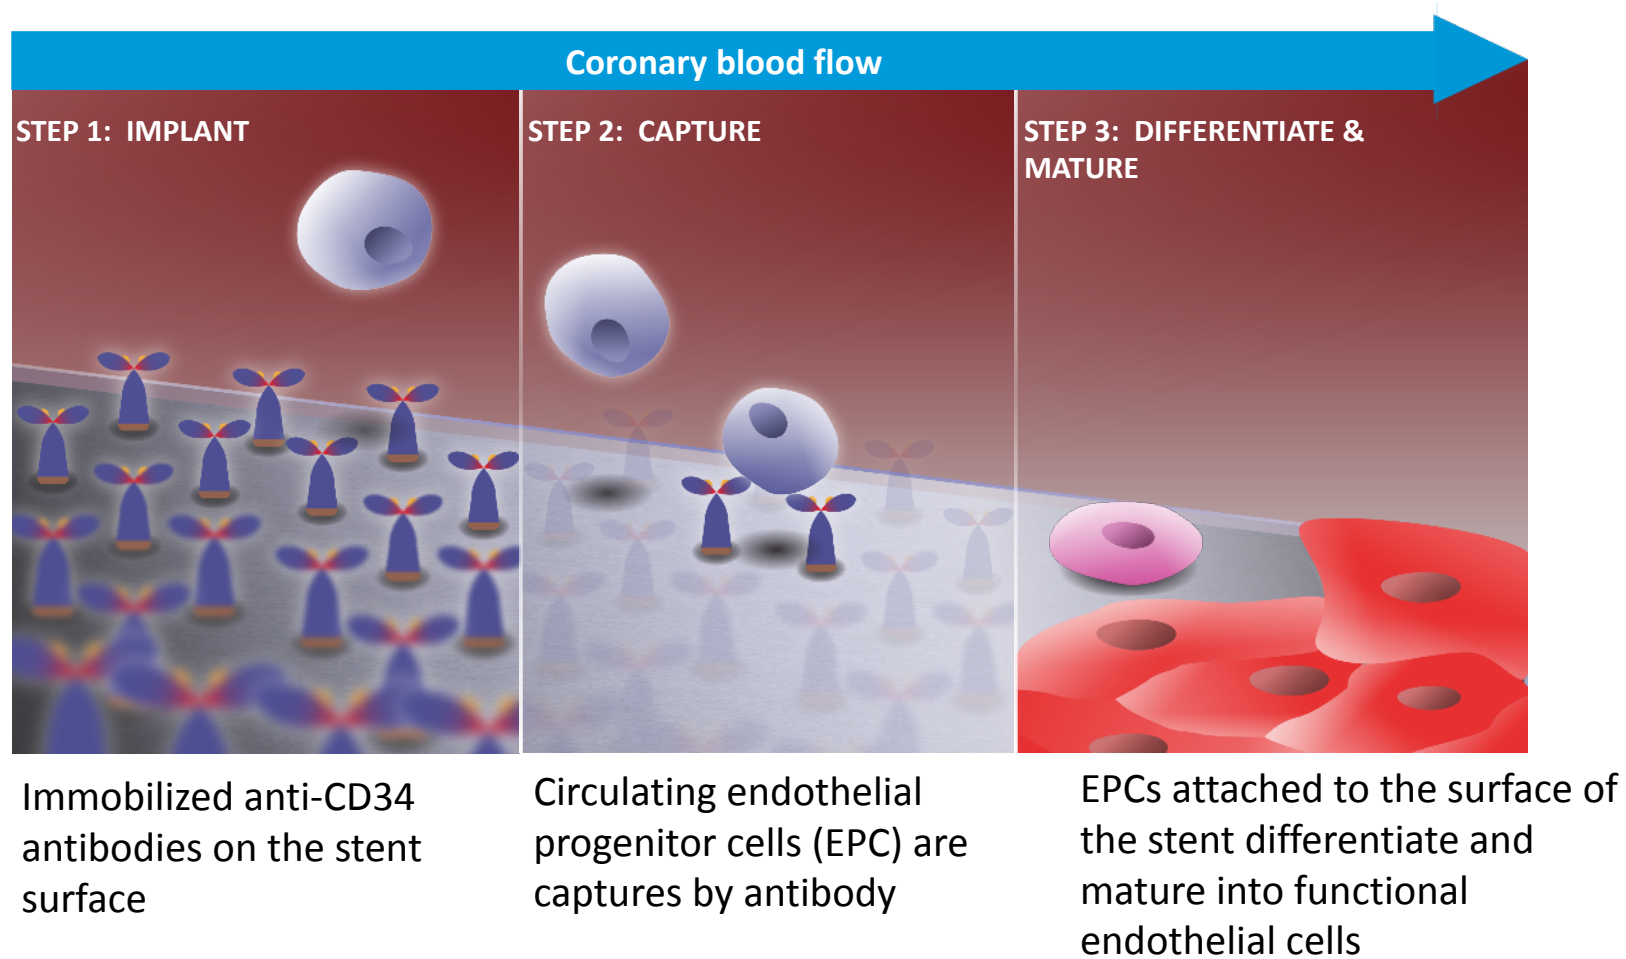 Coronary blood flow
STEP 1:  IMPLANT
STEP 2:  CAPTURE
STEP 3:  DIFFERENTIATE &
MATURE
Immobilized anti-CD34
antibodies on the stent
surface
Circulating endothelial
progenitor cells (EPC) are
captures by antibody
EPCs attached to the surface of
the stent differentiate and
mature into functional
endothelial cells